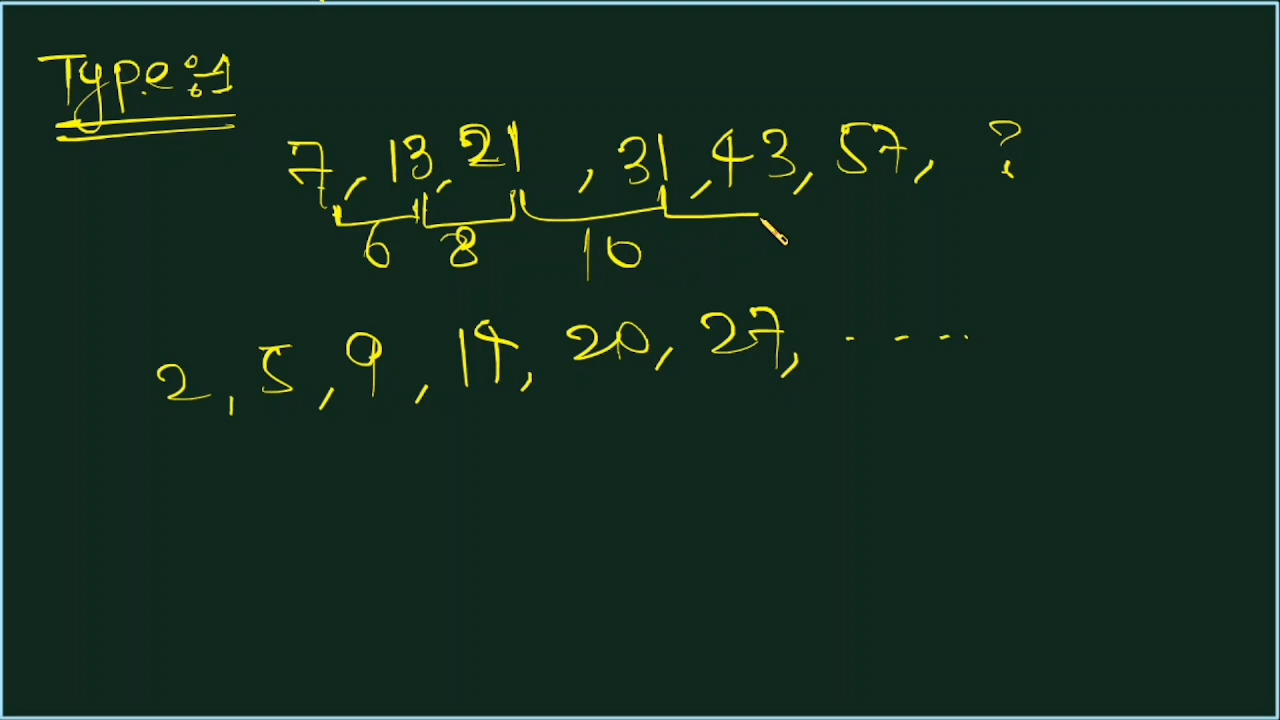 Type:1
7, 13, 21, 31, 43, 57, ?
6 8 10
2, 5, 9, 14, 20, 27, .....